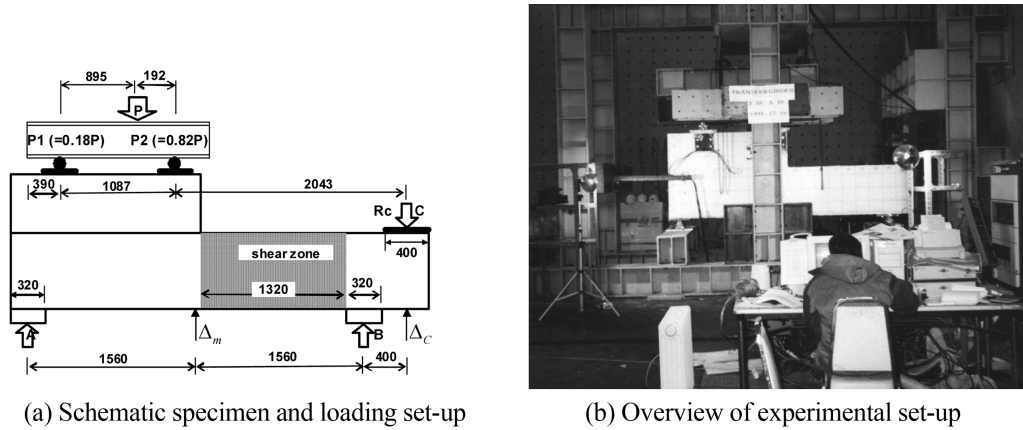 895 192
P
P1 (=0.18P) P2 (=0.82P)
390 1087 2043
Rc C
400
shear zone
320 1320 320
A Δm B ΔC
1560 1560 400
TRANSFER GIRDER
(a) Schematic specimen and loading set-up
(b) Overview of experimental set-up